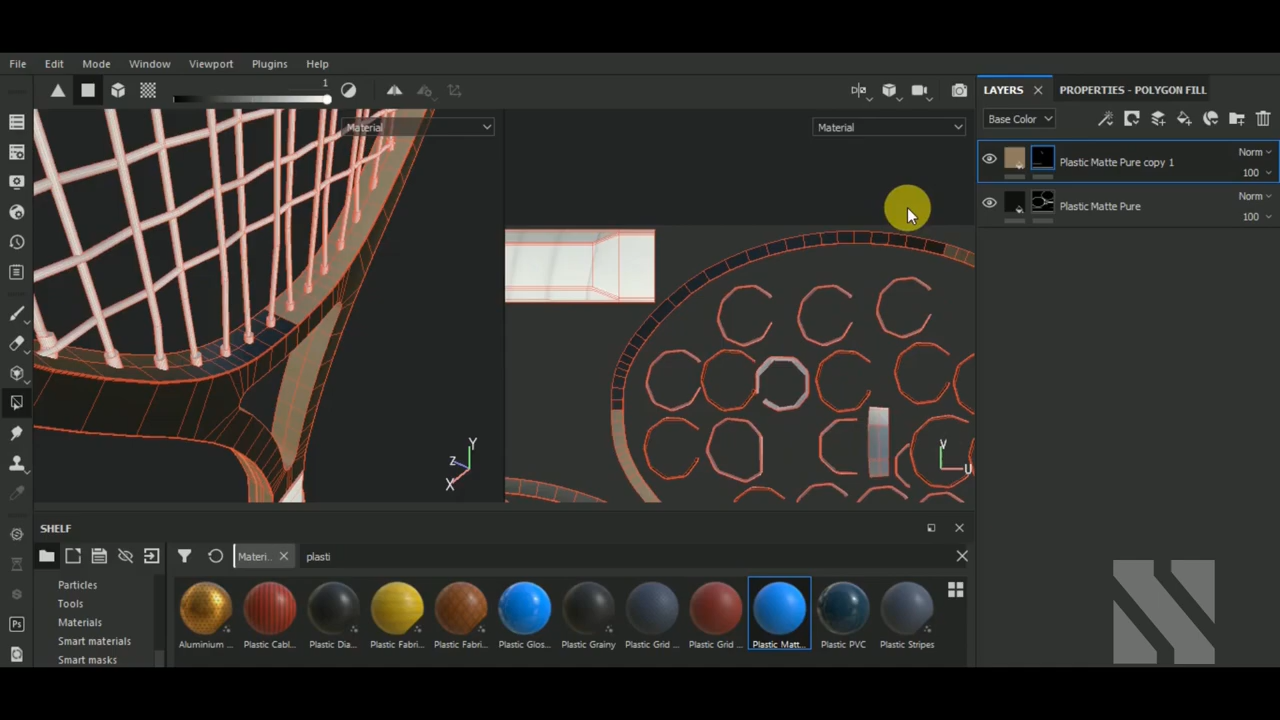 File Edit Mode Window Viewport Plugins Help
1
LAYERS PROPERTIES - POLYGON FILL
Base Color
Material
Material
Plastic Matte Pure copy 1 Norm
100
Plastic Matte Pure Norm
100
Y
Z
X
V
U
SHELF
Materi... plasti
Particles
Tools
Materials
Smart materials
Smart masks
Ps
Aluminium ... Plastic Cabl... Plastic Dia... Plastic Fabri... Plastic Fabri... Plastic Glos... Plastic Grainy Plastic Grid ... Plastic Grid ... Plastic Matt... Plastic PVC Plastic Stripes